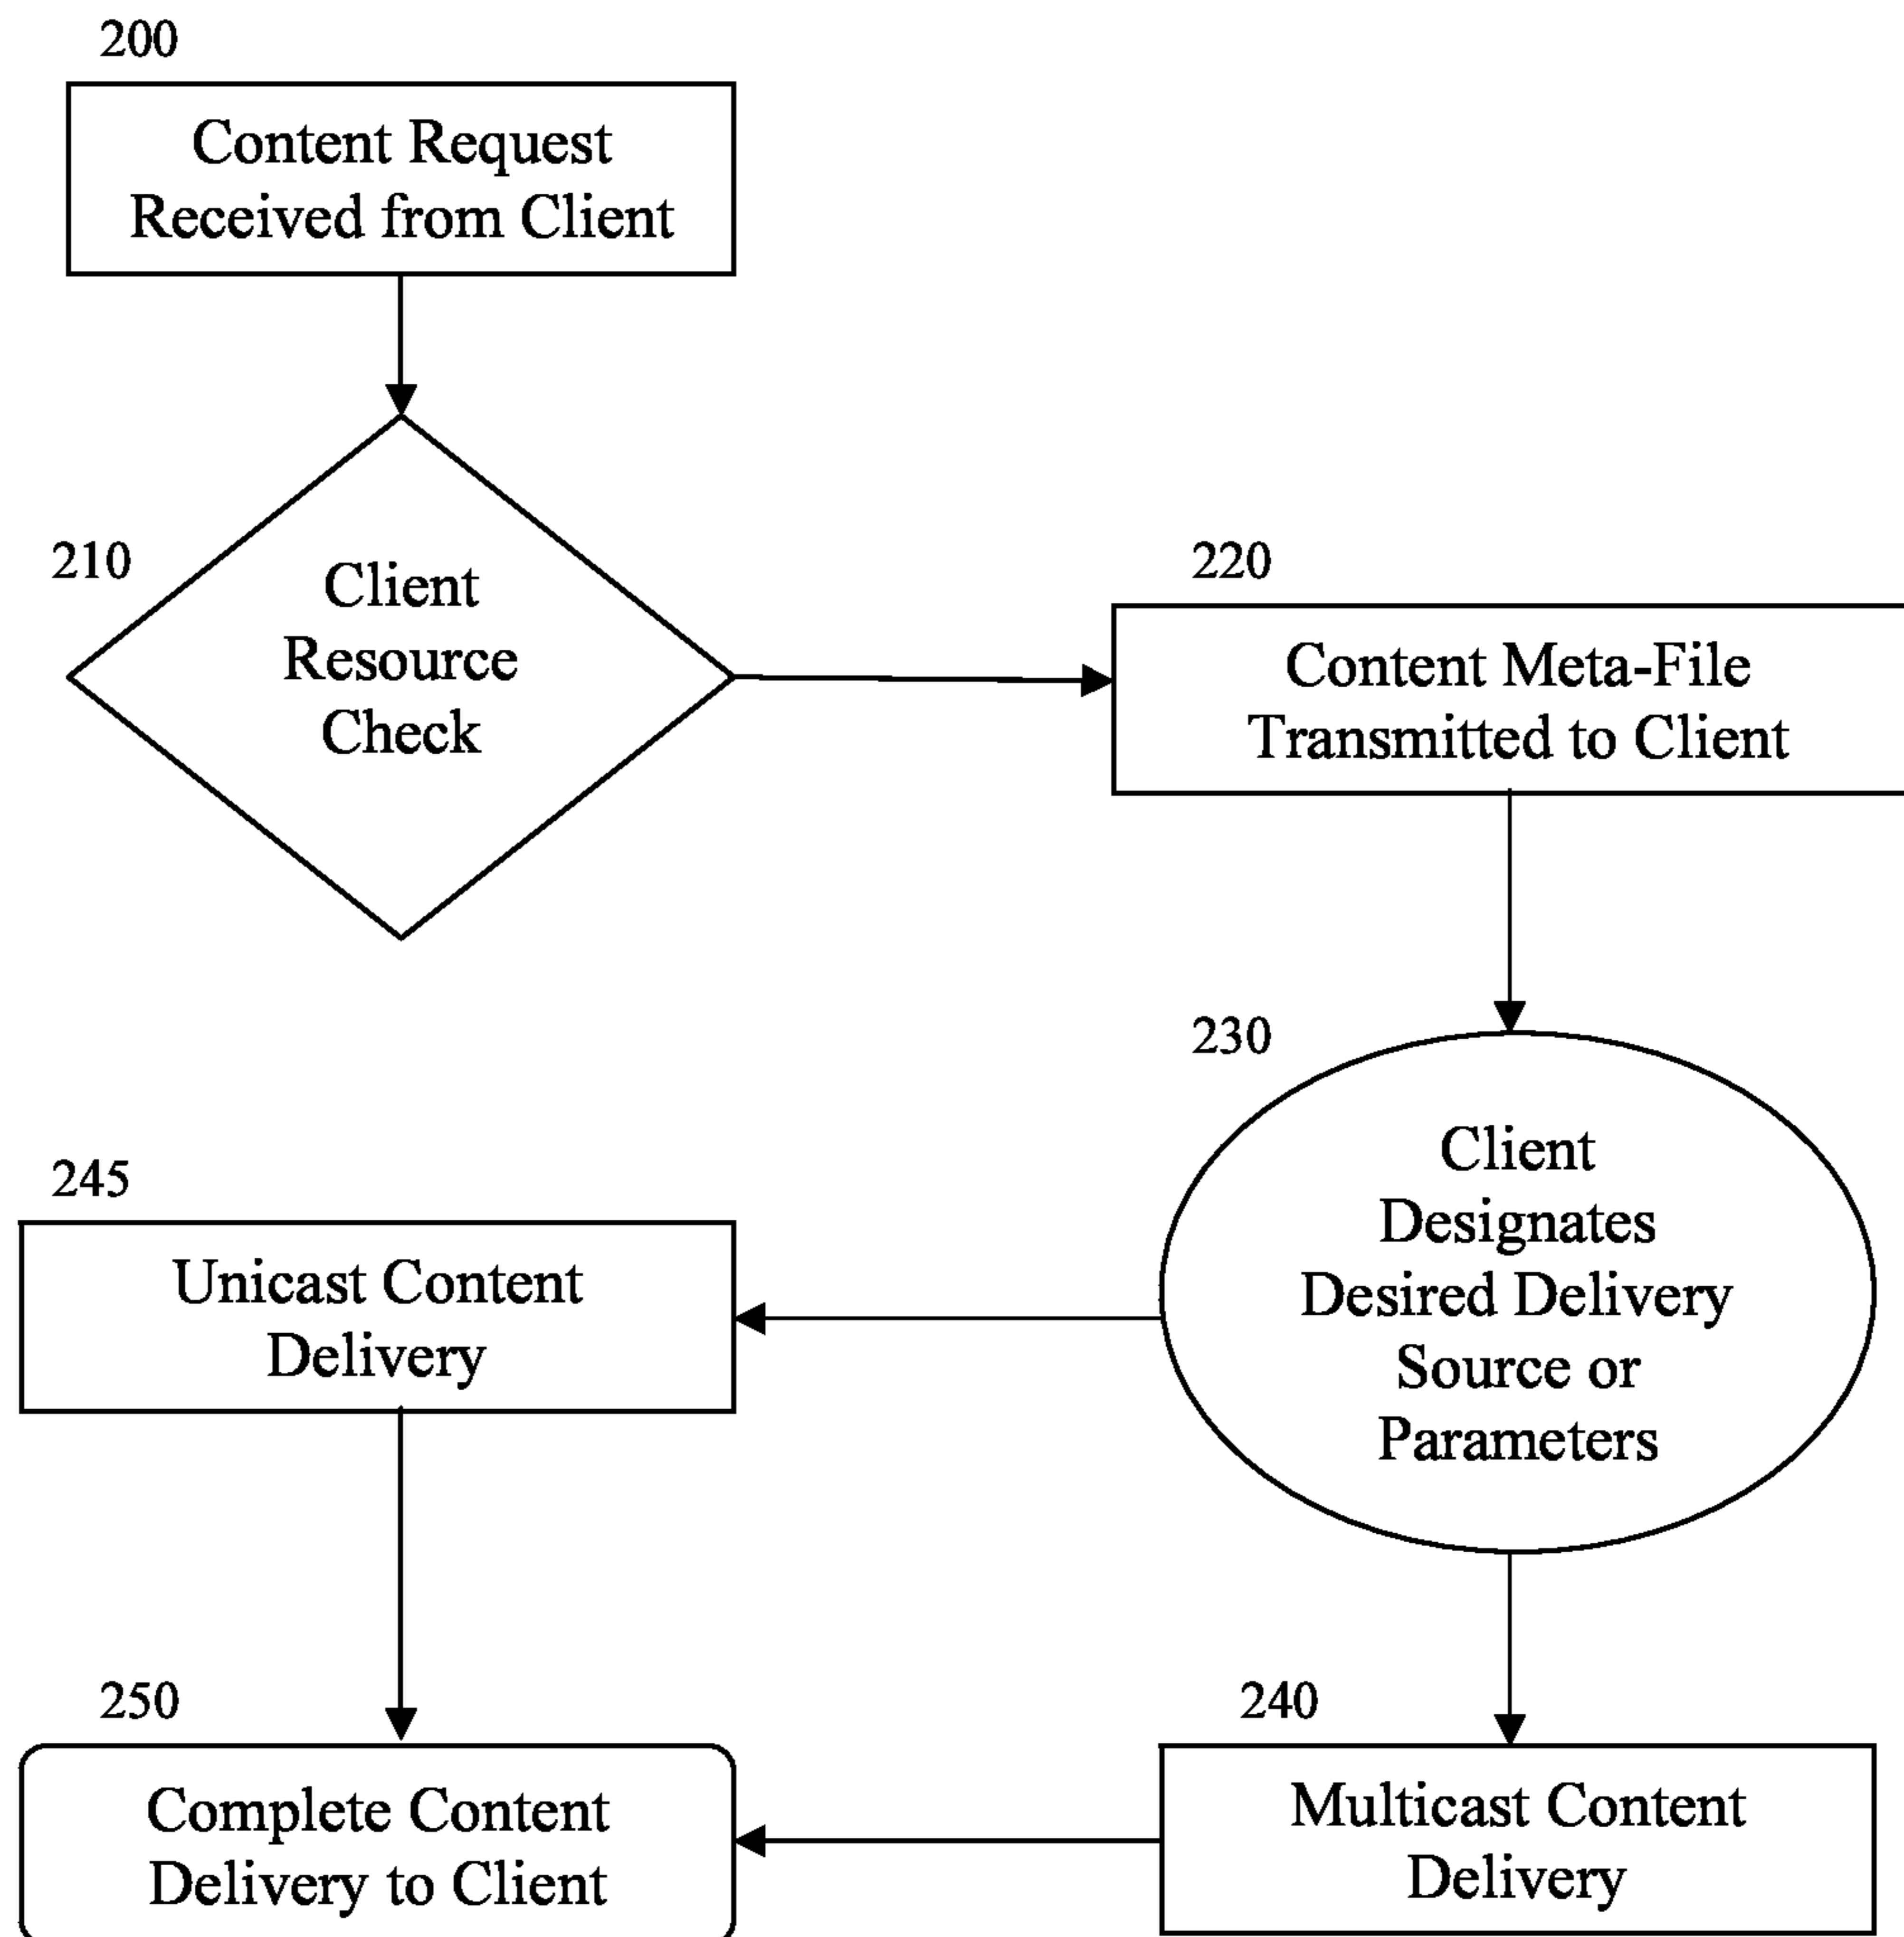 200
Content Request
Received from Client
210
Client
Resource
Check
220
Content Meta-File
Transmitted to Client
230
Client
Designates
Desired Delivery
Source or
Parameters
245
Unicast Content
Delivery
250
Complete Content
Delivery to Client
240
Multicast Content
Delivery